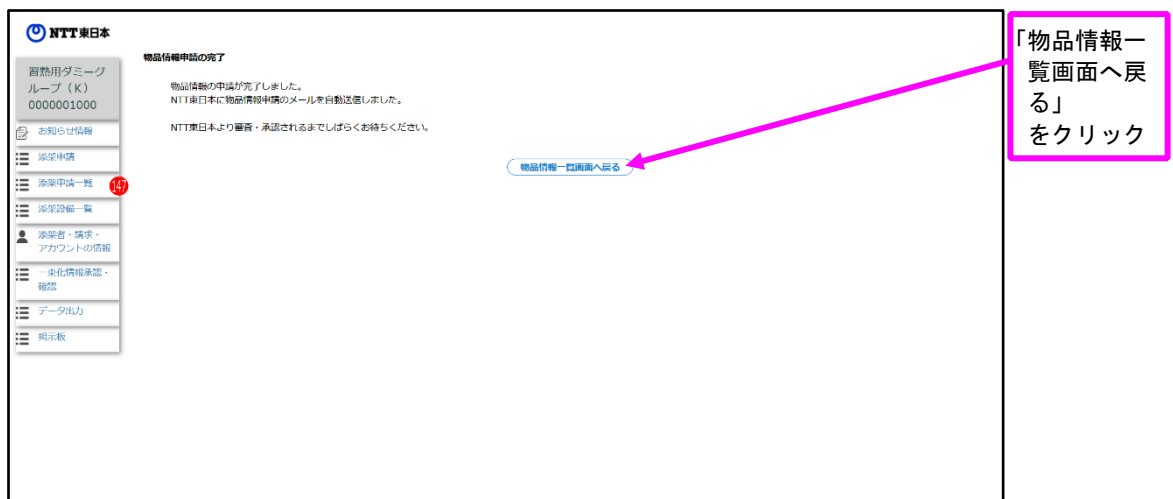 NTT東日本
習熟用ダミーグ
ループ（K）
0000001000
お知らせ情報
添架申請
添架申請一覧
147
添架設備一覧
添架者・請求・
アカウントの情報
一束化情報承認・
確認
データ出力
掲示板
物品情報申請の完了
物品情報の申請が完了しました。
NTT東日本に物品情報申請のメールを自動送信しました。
NTT東日本より審査・承認されるまでしばらくお待ちください。
物品情報一覧画面へ戻る
「物品情報一
覧画面へ戻
る」
をクリック